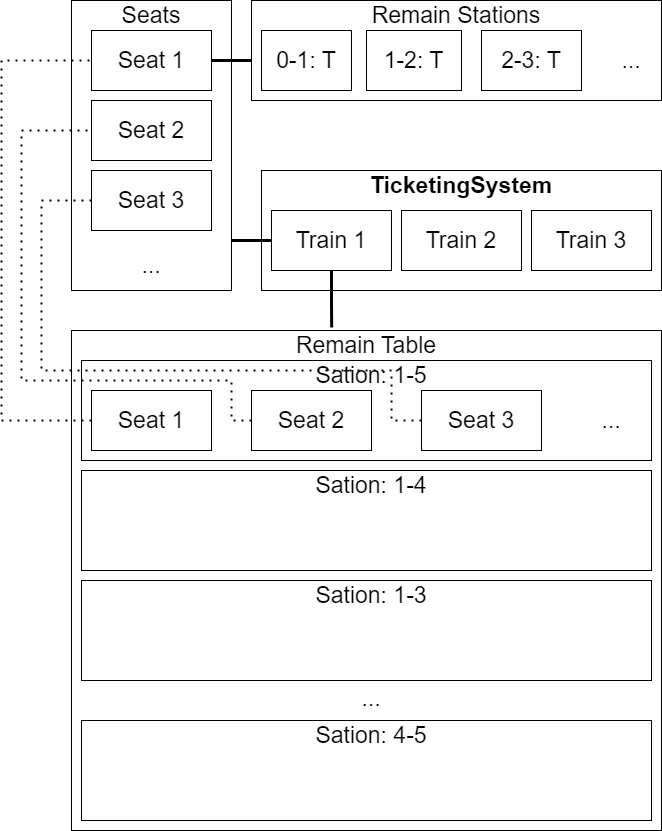 Seats
Seat 1
Seat 2
Seat 3
...
Remain Stations
0-1: T
1-2: T
2-3: T
...
TicketingSystem
Train 1
Train 2
Train 3
Remain Table
Sation: 1-5
Seat 1
Seat 2
Seat 3
...
Sation: 1-4
Sation: 1-3
...
Sation: 4-5